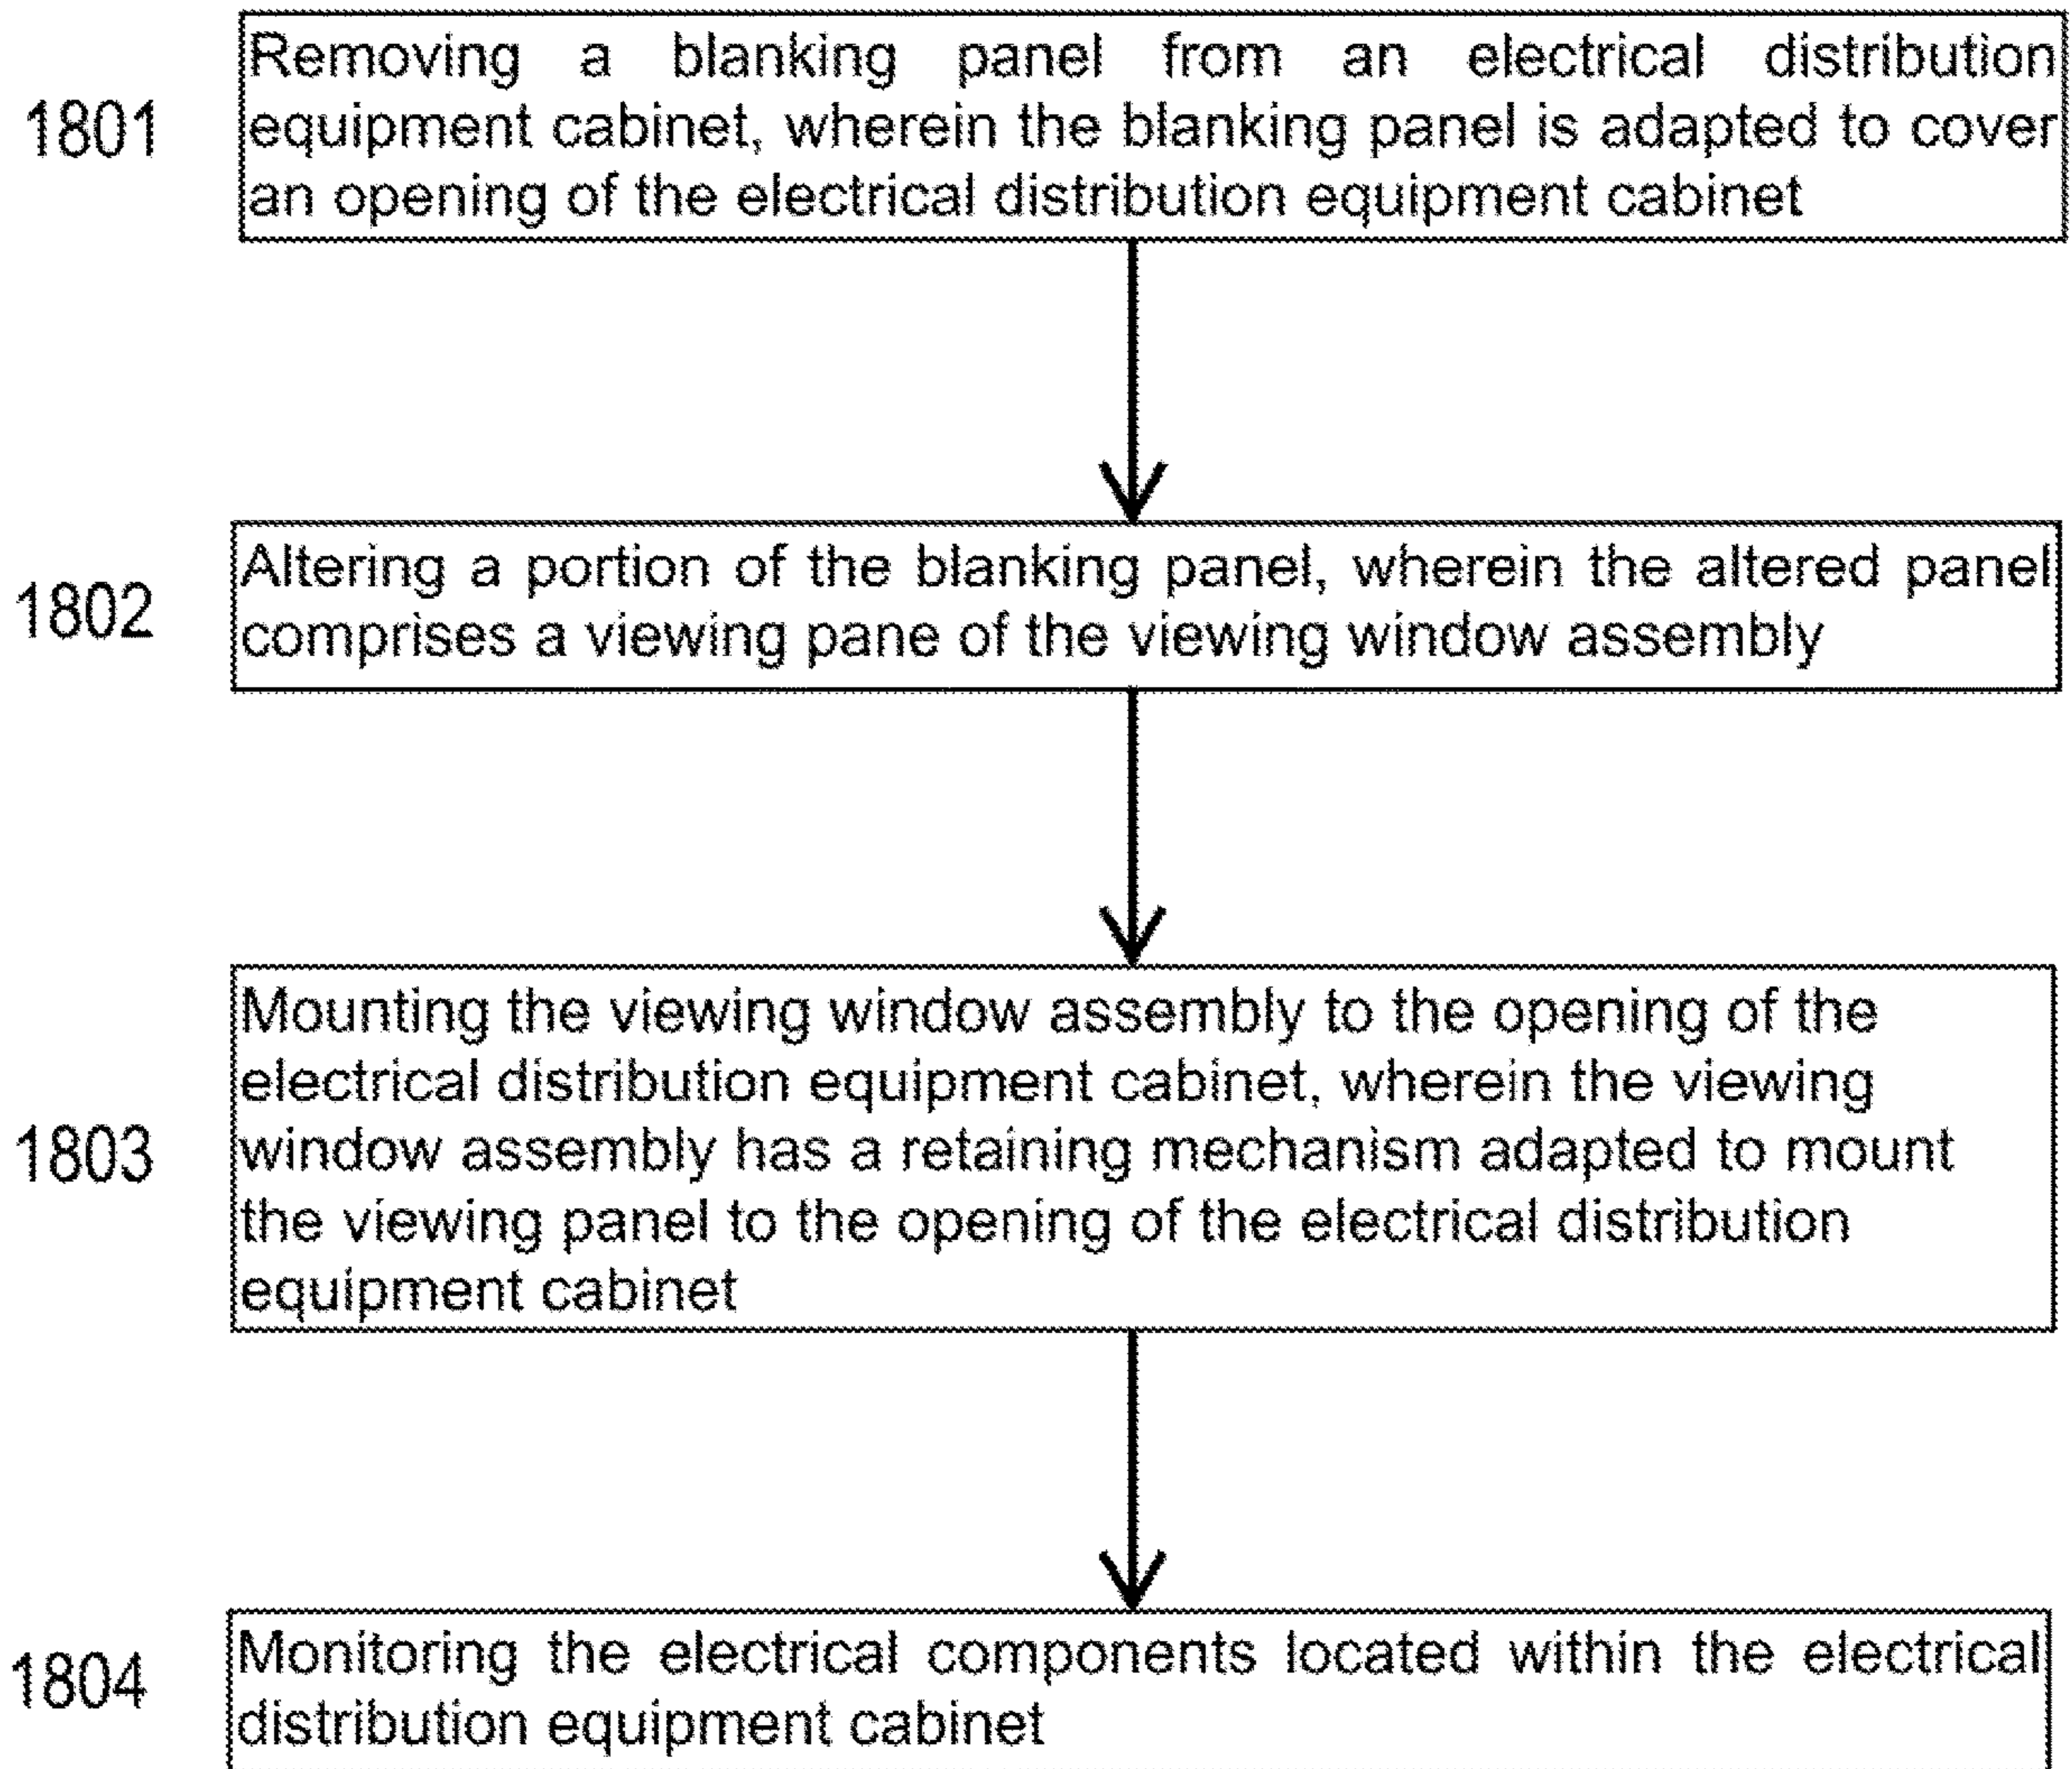 Removing a blanking panel from an electrical distribution
1801
equipment cabinet, wherein the blanking panel is adapted to cover
an opening of the electrical distribution equipment cabinet
Altering a portion of the blanking panel, wherein the altered panel
1802
comprises a viewing pane of the viewing window assembly
Mounting the viewing window assembly to the opening of the
electrical distribution equipment cabinet, wherein the viewing
1803
window assembly has a retaining mechanism adapted to mount
the viewing panel to the opening of the electrical distribution
equipment cabinet
Monitoring the electrical components located within the electrical
1804
distribution equipment cabinet